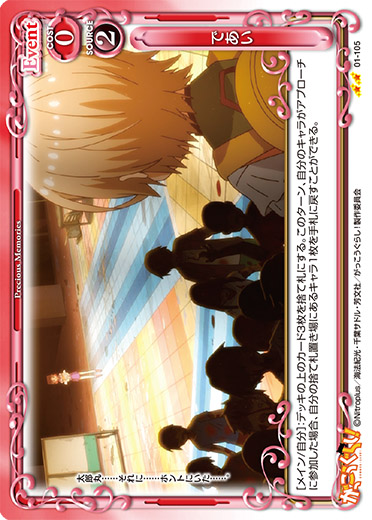 Event
COST
0
SOURCE
2
であい
01-105
Precious Memories
太郎丸……それに……ホントにいた……。
[メイン/自分]：デッキの上のカード3枚を捨て札にする。このターン、自分のキャラがアプローチ
に参加した場合、自分の捨て札置き場にあるキャラ1枚を手札に戻すことができる。
がっこうぐらし!
©Nitroplus／海法紀光・千葉サドル・芳文社／がっこうぐらし！製作委員会